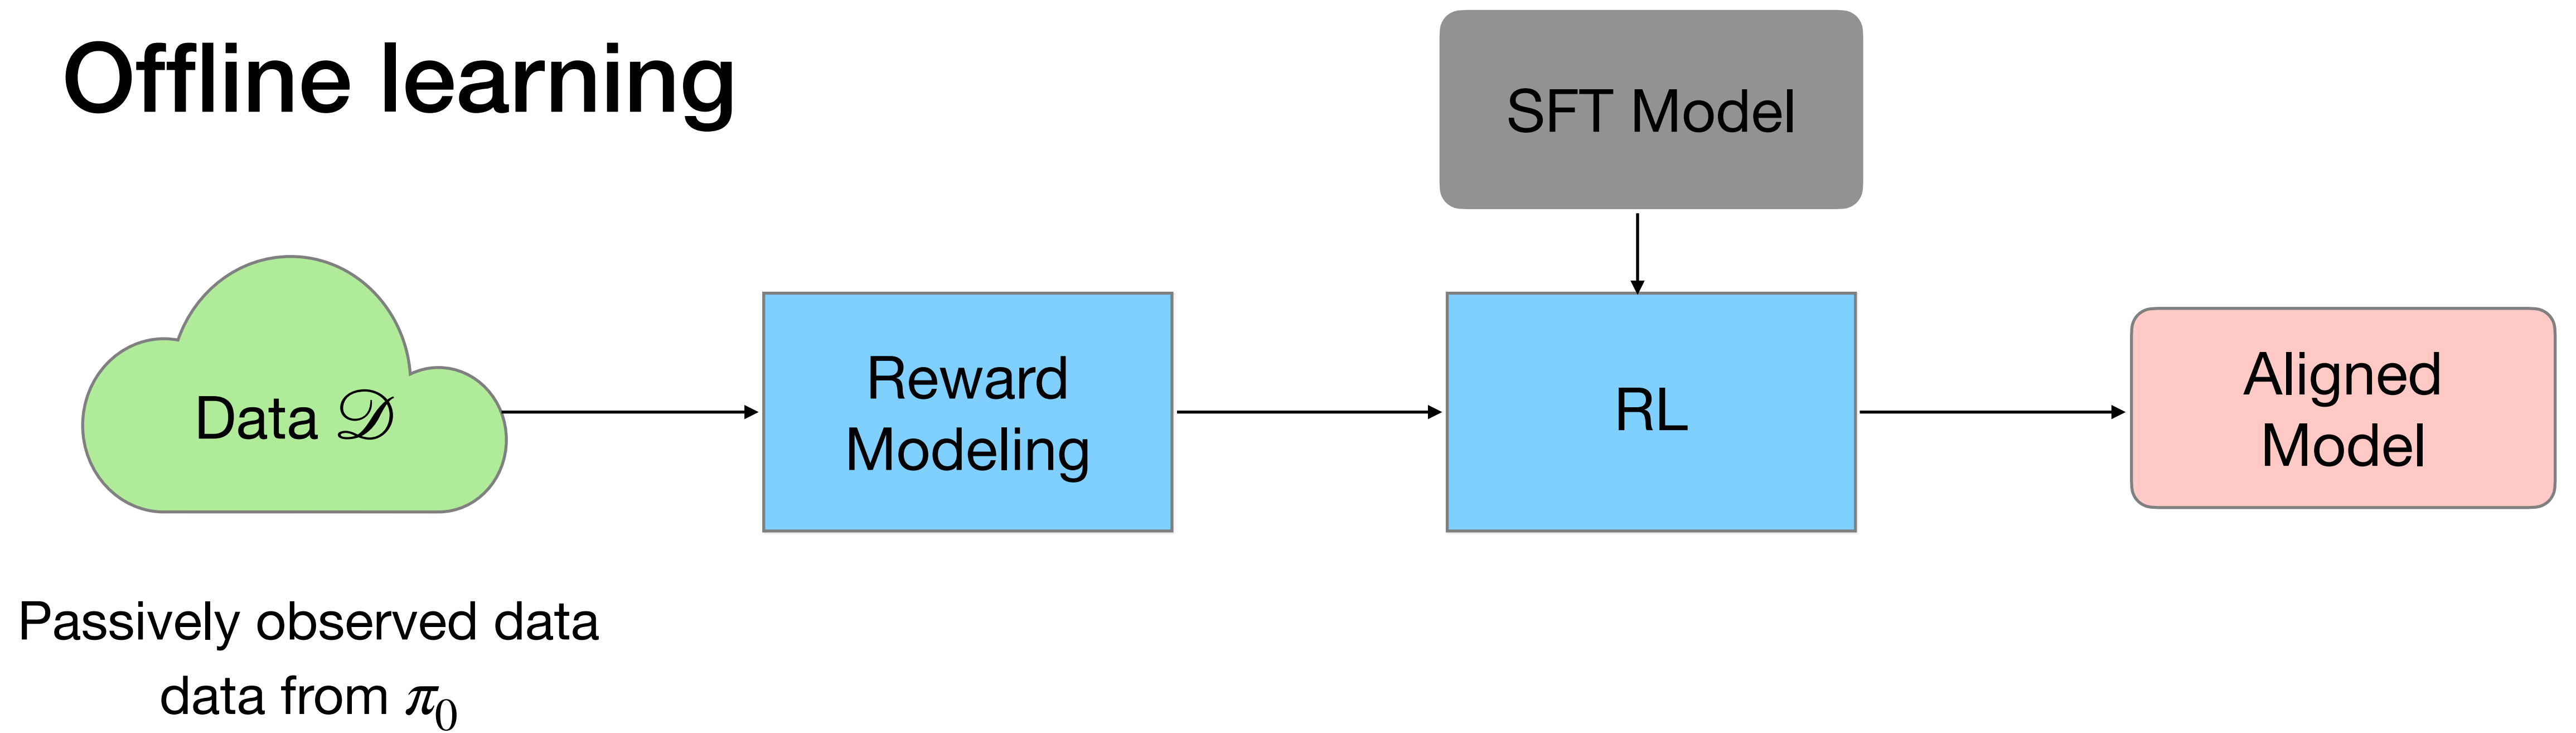 Offline learning
SFT Model
Data 𝒟
Reward
Modeling
RL
Aligned
Model
Passively observed data
data from π₀